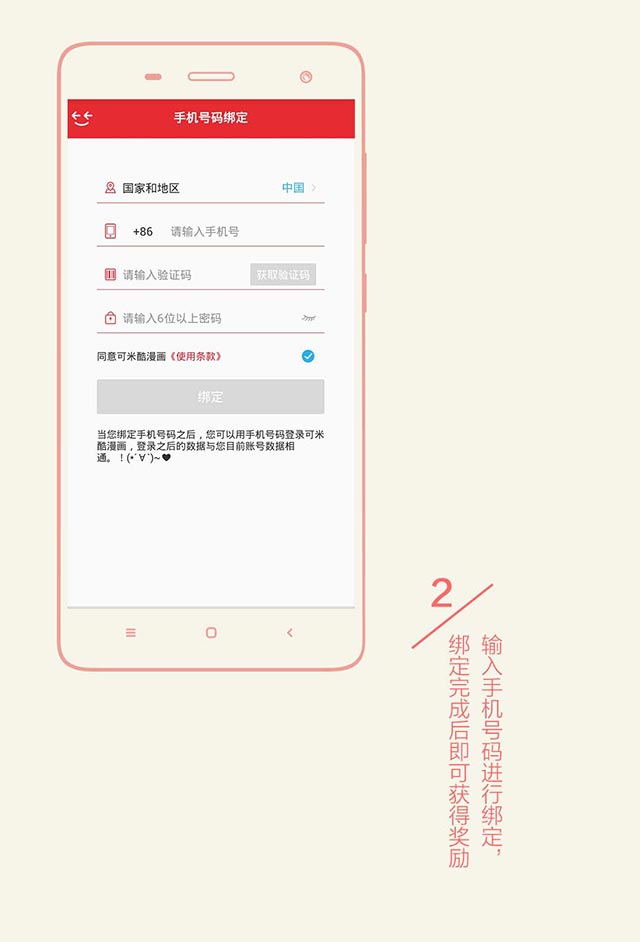 手机号码绑定
国家和地区 中国
+86 请输入手机号
请输入验证码 获取验证码
请输入6位以上密码
同意可米酷漫画《使用条款》
绑定
当您绑定手机号码之后，您可以用手机号码登录可米
酷漫画，登录之后的数据与您目前账号数据相
通。！(•´∀`)~♥
2
输入手机号码进行绑定，
绑定完成后即可获得奖励